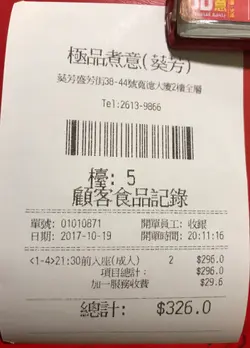 極品煮意(葵芳)
葵芳盛芳街38-44號寬進大廈2樓全層
Tel:2613-9866
檯: 5
顧客食品記錄
單號: 01010871 開單員工: 收銀
日期: 2017-10-19 開單時間: 20:11:16
<1-4>21:30前入座(成人) 2 $296.0
項目總計: $296.0
加一服務收費 $29.6
總計: $326.0